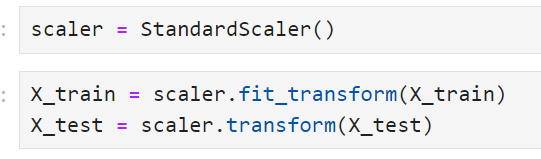 : scaler = StandardScaler()
: X_train = scaler.fit_transform(X_train)
X_test = scaler.transform(X_test)